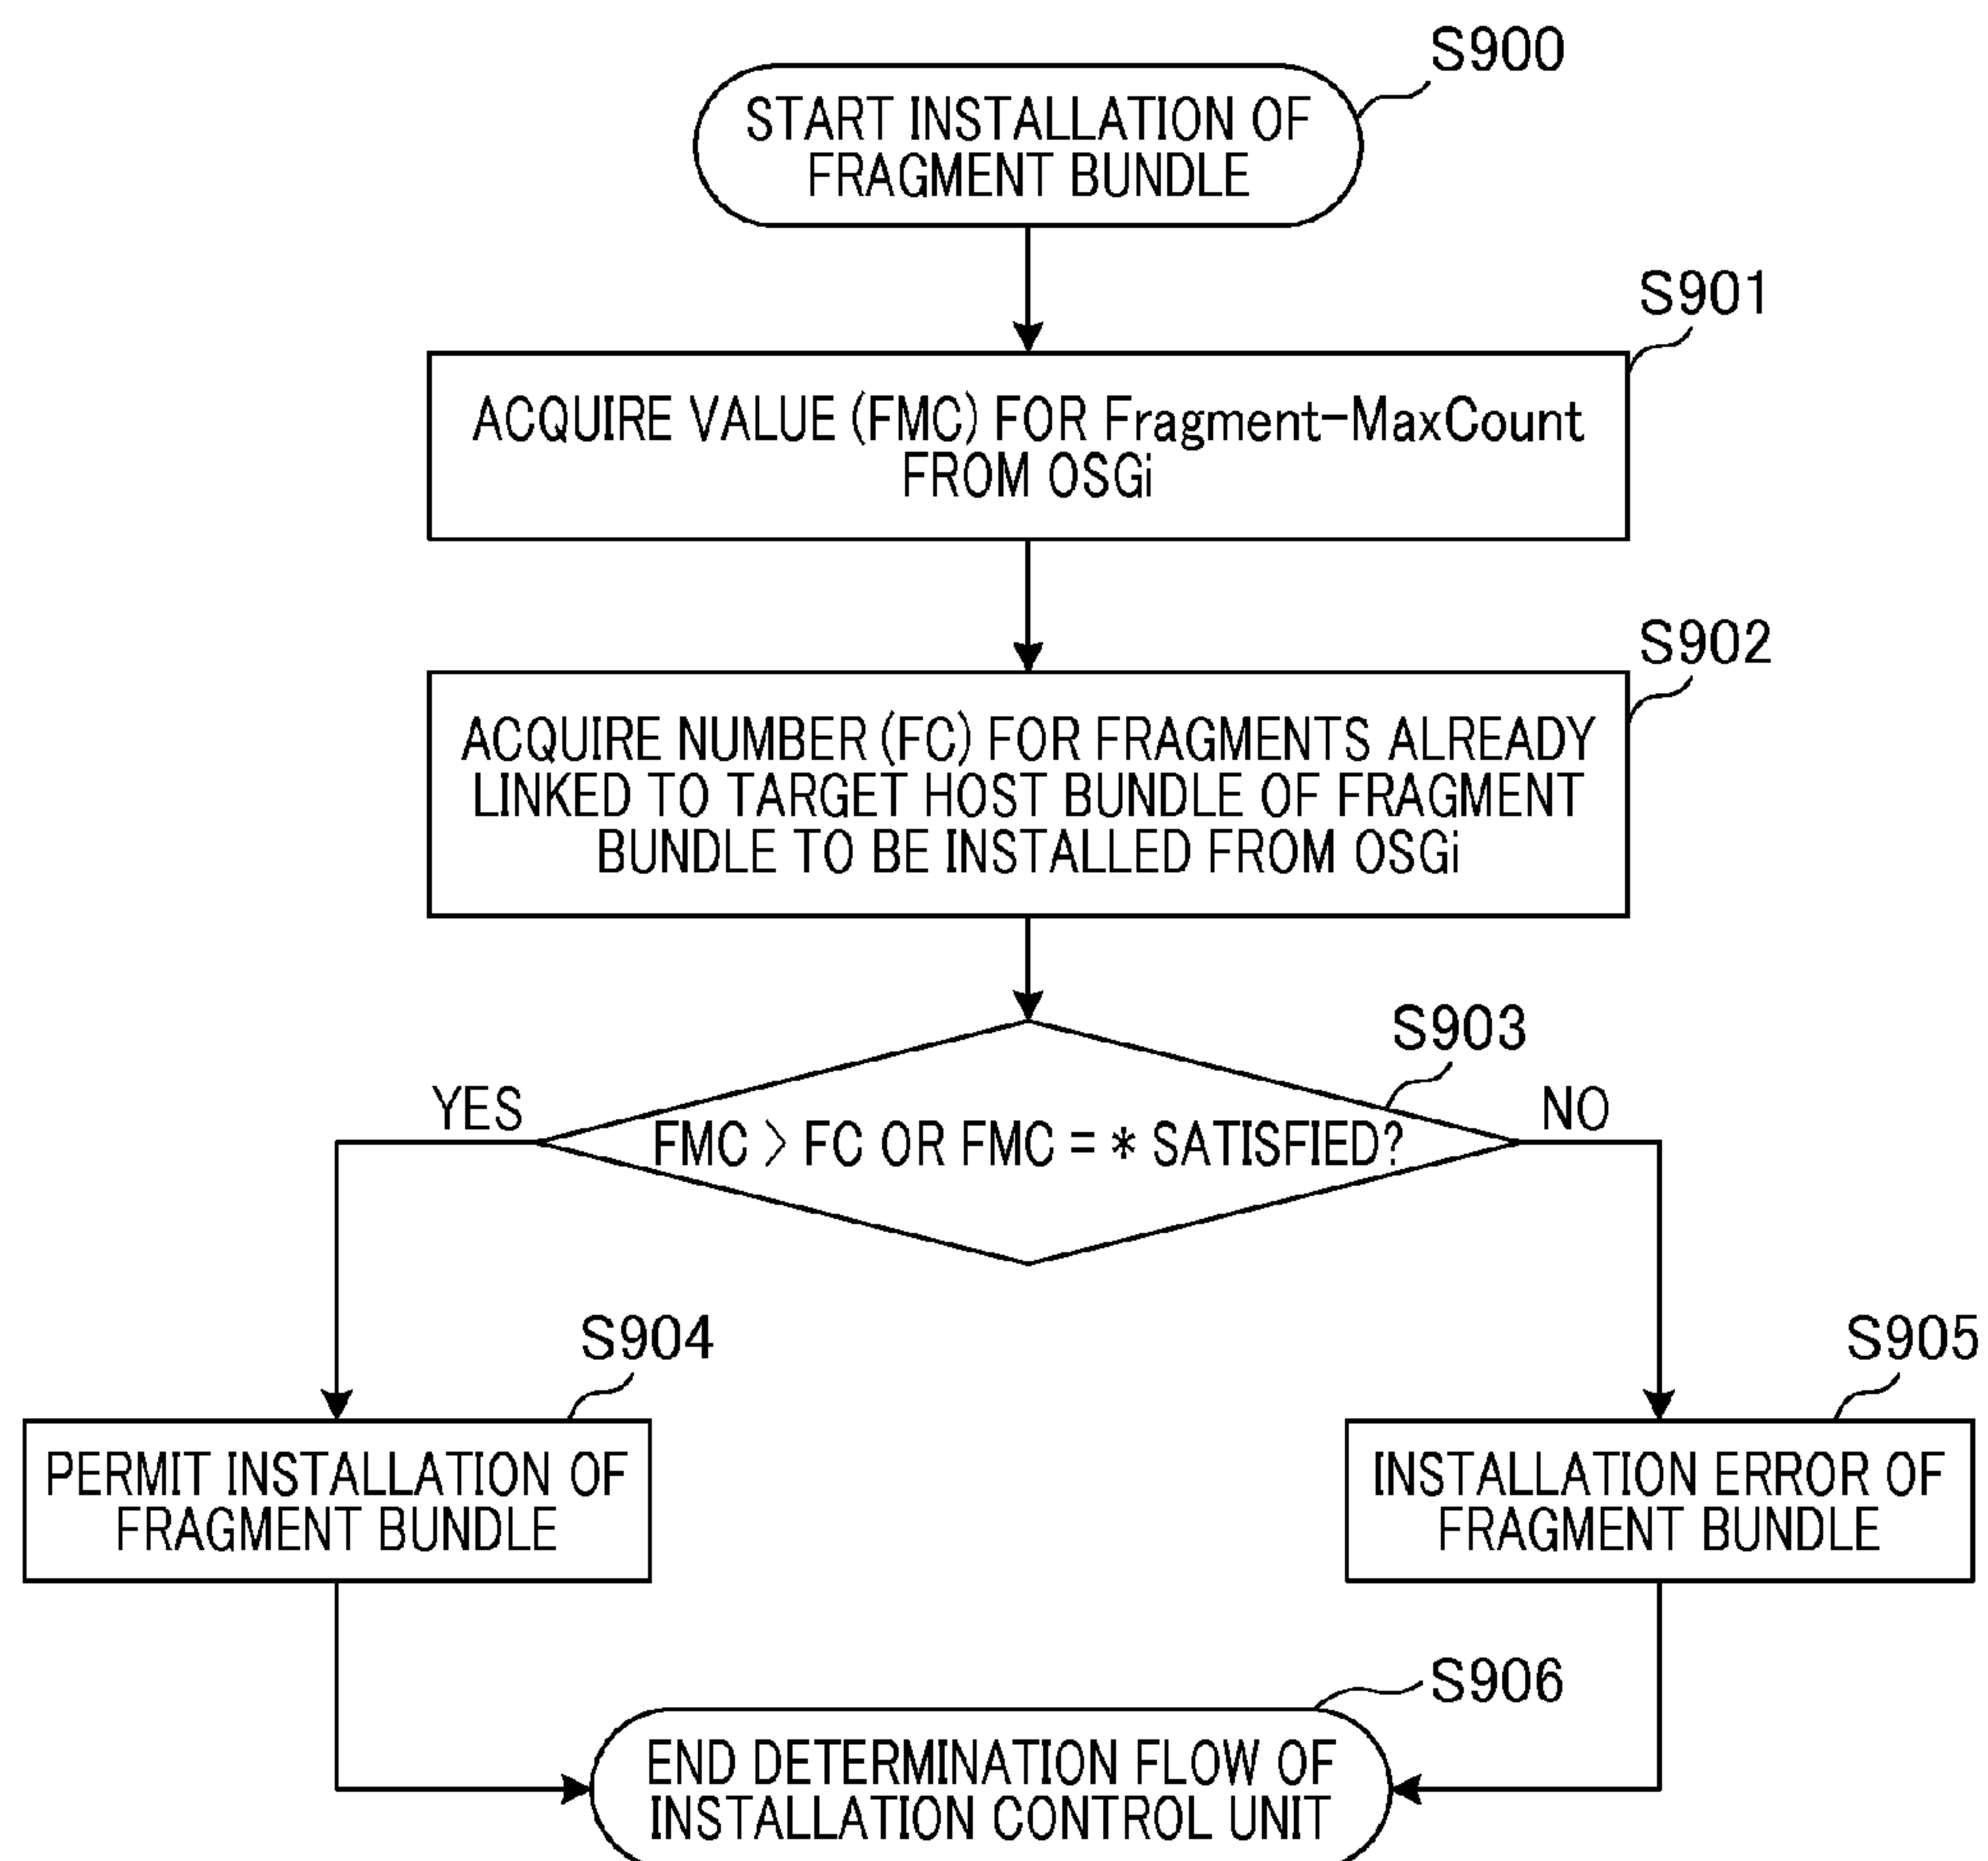 S900
START INSTALLATION OF
FRAGMENT BUNDLE
S901
ACQUIRE VALUE (FMC) FOR Fragment-MaxCount
FROM OSGi
S902
ACQUIRE NUMBER (FC) FOR FRAGMENTS ALREADY
LINKED TO TARGET HOST BUNDLE OF FRAGMENT
BUNDLE TO BE INSTALLED FROM OSGi
S903
YES
NO
FMC > FC OR FMC = * SATISFIED?
S904
PERMIT INSTALLATION OF
FRAGMENT BUNDLE
S905
INSTALLATION ERROR OF
FRAGMENT BUNDLE
S906
END DETERMINATION FLOW OF
INSTALLATION CONTROL UNIT